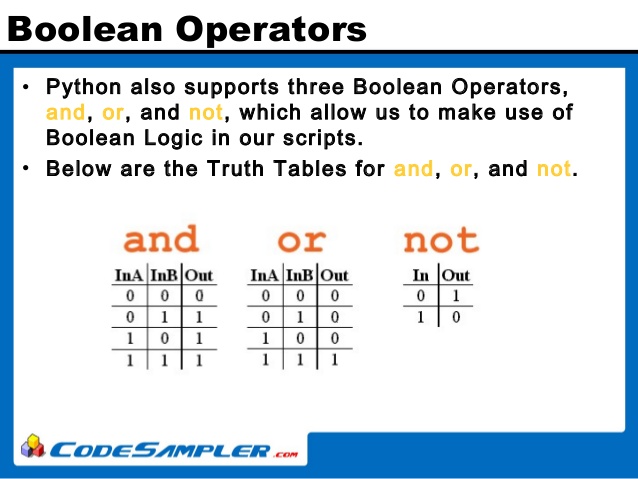 Boolean Operators
• Python also supports three Boolean Operators,
and, or, and not, which allow us to make use of
Boolean Logic in our scripts.
• Below are the Truth Tables for and, or, and not.
and or not
InA InB Out InA InB Out In Out
0 0 0 0 0 0 0 1
0 1 1 0 1 0 1 0
1 0 1 1 0 0
1 1 1 1 1 1
CODESAMPLER.COM